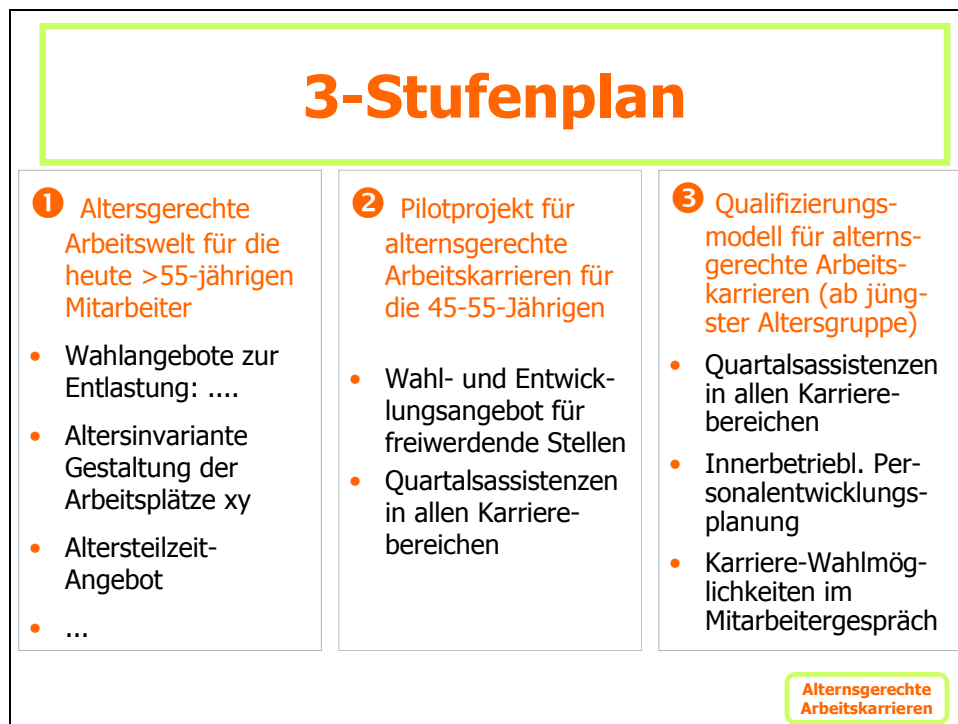 3-Stufenplan
❶ Altersgerechte
Arbeitswelt für die
heute >55-jährigen
Mitarbeiter
• Wahlangebote zur
Entlastung: ....
• Altersinvariante
Gestaltung der
Arbeitsplätze xy
• Altersteilzeit-
Angebot
• ...
❷ Pilotprojekt für
alternsgerechte
Arbeitskarrieren für
die 45-55-Jährigen
• Wahl- und Entwick-
lungsangebot für
freiwerdende Stellen
• Quartalsassistenzen
in allen Karriere-
bereichen
❸ Qualifizierungs-
modell für alterns-
gerechte Arbeits-
karrieren (ab jüng-
ster Altersgruppe)
• Quartalsassistenzen
in allen Karriere-
bereichen
• Innerbetriebl. Per-
sonalentwicklungs-
planung
• Karriere-Wahlmög-
lichkeiten im
Mitarbeitergespräch
Alternsgerechte
Arbeitskarrieren